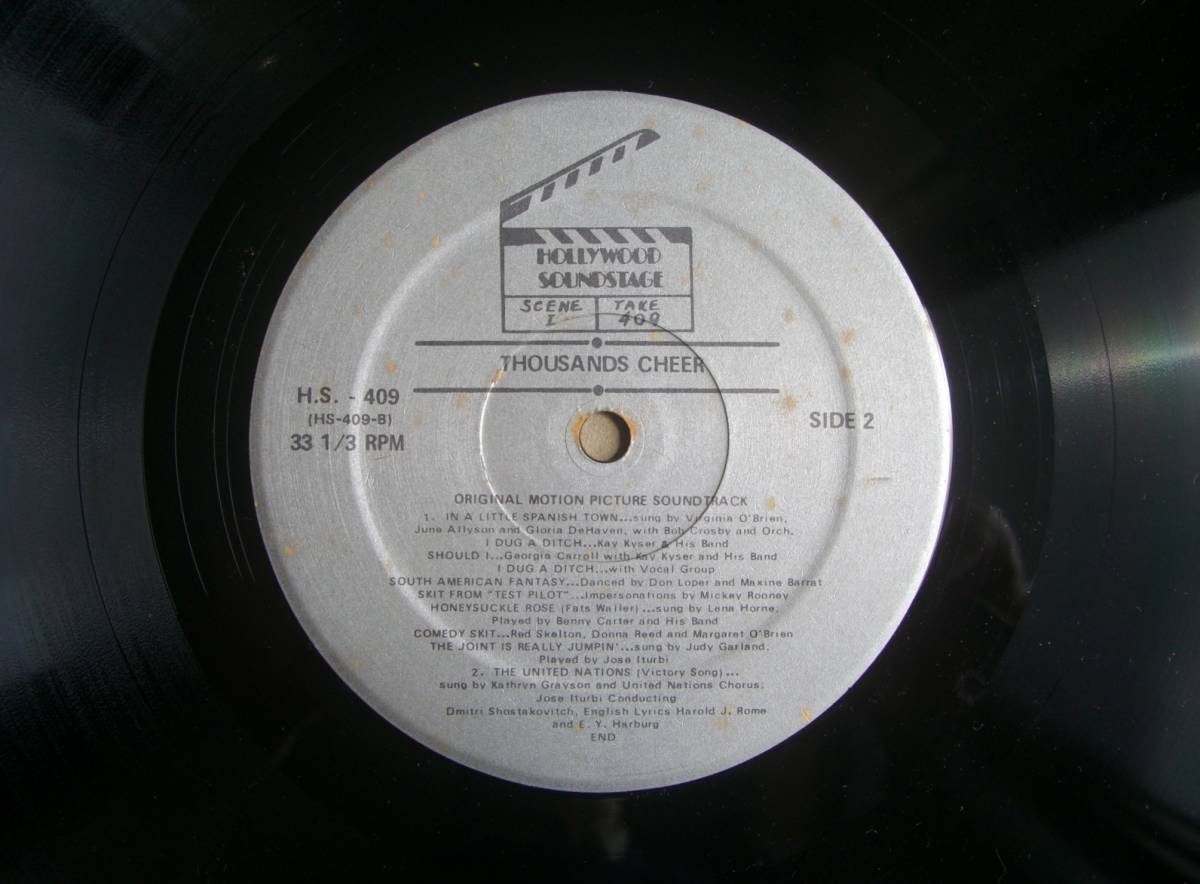 HOLLYWOOD
SOUNDSTAGE
SCENE TAKE
I 409
THOUSANDS CHEER
H.S. - 409
(HS-409-B)
33 1/3 RPM
SIDE 2
ORIGINAL MOTION PICTURE SOUNDTRACK
1. IN A LITTLE SPANISH TOWN...sung by Virginia O'Brien,
June Allyson and Gloria DeHaven, with Bob Crosby and Orch.
I DUG A DITCH...Kay Kyser & His Band
SHOULD I...Georgia Carroll with Kay Kyser and His Band
I DUG A DITCH...with Vocal Group
SOUTH AMERICAN FANTASY...Danced by Don Loper and Maxine Barrat
SKIT FROM "TEST PILOT"...Impersonations by Mickey Rooney
HONEYSUCKLE ROSE (Fats Waller)...sung by Lena Horne.
Played by Benny Carter and His Band
COMEDY SKIT...Red Skelton, Donna Reed and Margaret O'Brien
THE JOINT IS REALLY JUMPIN'...sung by Judy Garland.
Played by Jose Iturbi
2. THE UNITED NATIONS (Victory Song)...
sung by Kathryn Grayson and United Nations Chorus.
Jose Iturbi Conducting
Dmitri Shostakovitch, English Lyrics Harold J. Rome
and E. Y. Harburg
END